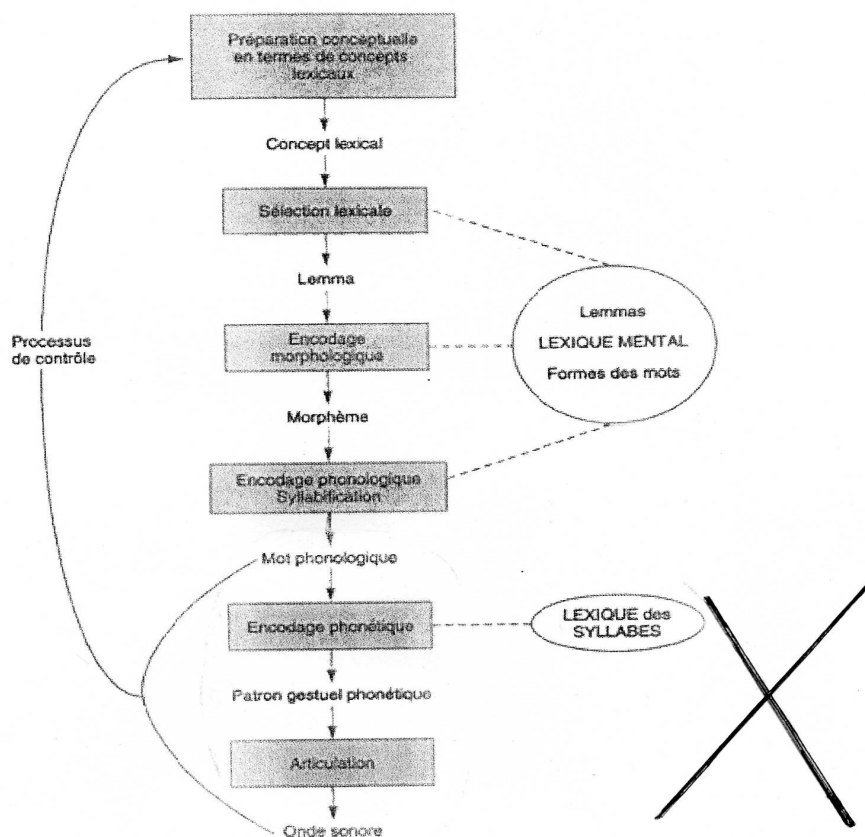 Préparation conceptuelle
en termes de concepts
lexicaux
Concept lexical
Sélection lexicale
Lemma
Encodage
morphologique
Morphème
Encodage phonologique
Syllabification
Mot phonologique
Encodage phonétique
Patron gestuel phonétique
Articulation
Onde sonore
Processus
de contrôle
Lemmas
LEXIQUE MENTAL
Formes des mots
LEXIQUE des
SYLLABES